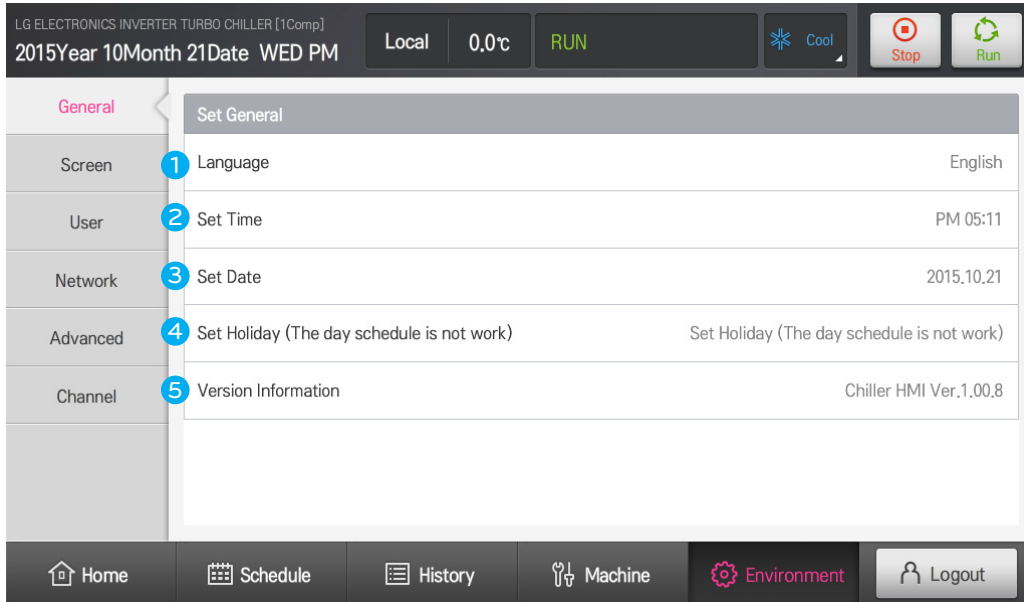 LG ELECTRONICS INVERTER TURBO CHILLER [1Comp]
2015Year 10Month 21Date WED PM
Local
0.0℃
RUN
Cool
Stop
Run
General
Screen
User
Network
Advanced
Channel
Set General
1 Language English
2 Set Time PM 05:11
3 Set Date 2015.10.21
4 Set Holiday (The day schedule is not work) Set Holiday (The day schedule is not work)
5 Version Information Chiller HMI Ver.1.00.8
Home
Schedule
History
Machine
Environment
Logout